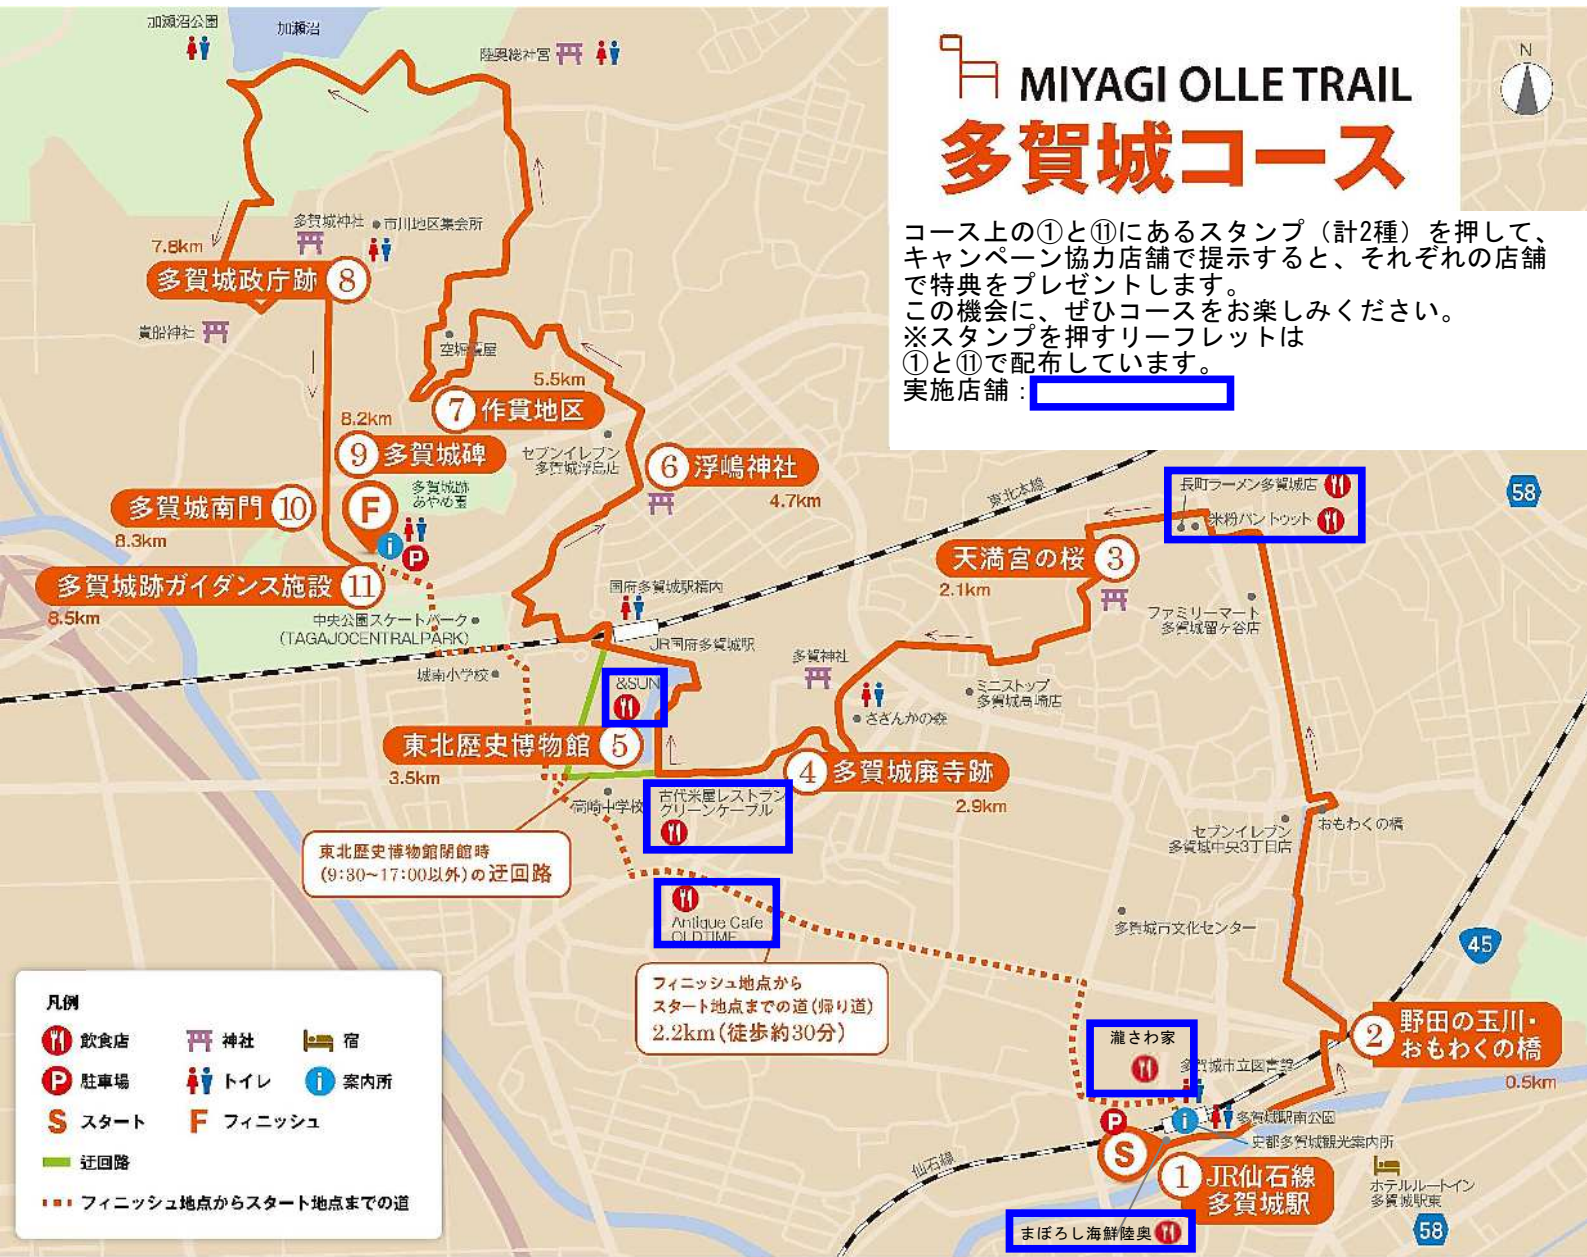 加瀬沼公園
加瀬沼
陸奥総社宮
MIYAGI OLLE TRAIL
多賀城コース
N
コース上の①と⑪にあるスタンプ（計2種）を押して、
キャンペーン協力店舗で提示すると、それぞれの店舗
で特典をプレゼントします。
この機会に、ぜひコースをお楽しみください。
※スタンプを押すリーフレットは
①と⑪で配布しています。
実施店舗：
多賀城神社
市川地区集会所
7.8km
多賀城政庁跡 8
貴船神社
5.5km
7 作貫地区
8.2km
9 多賀城碑
セブンイレブン
多賀城浮島店
6 浮嶋神社
4.7km
多賀城跡
あやめ園
多賀城南門 10
8.3km
F
i
P
多賀城跡ガイダンス施設 11
8.5km
中央公園スケートパーク
(TAGAJOCENTRALPARK)
城南小学校
東北本線
長町ラーメン多賀城店
米粉パン トゥット
58
天満宮の桜 3
2.1km
ファミリーマート
多賀城留ヶ谷店
国府多賀城駅構内
JR国府多賀城駅
多賀神社
ミニストップ
多賀城高崎店
さざんかの森
&SUN
東北歴史博物館 5
3.5km
4 多賀城廃寺跡
2.9km
高崎中学校
古代米屋レストラン
グリーンゲーブル
東北歴史博物館閉館時
(9:30〜17:00以外)の迂回路
おもわくの橋
セブンイレブン
多賀城中央3丁目店
Antique Cafe
OLDTIME
多賀城市文化センター
45
フィニッシュ地点から
スタート地点までの道(帰り道)
2.2km(徒歩約30分)
2 野田の玉川・
おもわくの橋
0.5km
瀧さわ家
多賀城市立図書館
P
i
多賀城駅南公園
史都多賀城観光案内所
S
仙石線
1 JR仙石線
多賀城駅
ホテルルートイン
多賀城駅東
58
まぼろし海鮮陸奥
凡例
飲食店
神社
宿
P 駐車場
トイレ
i 案内所
S スタート
F フィニッシュ
迂回路
フィニッシュ地点からスタート地点までの道